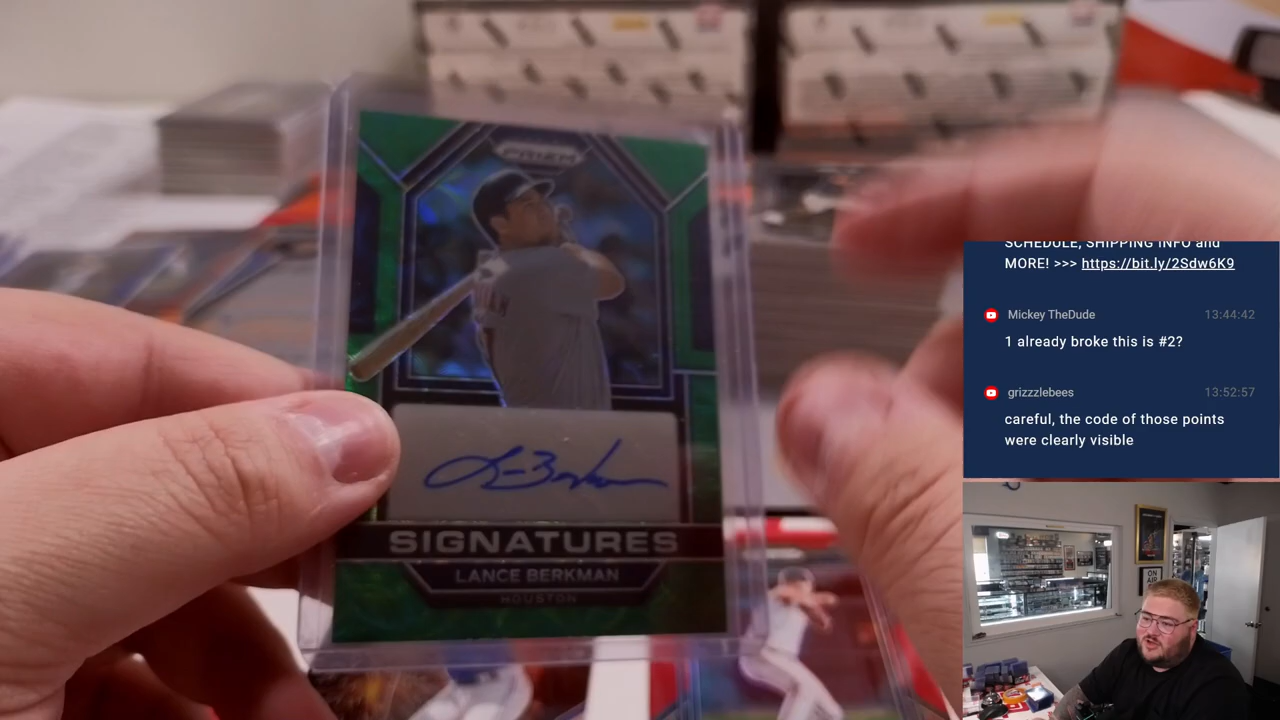 PRIZM
SIGNATURES
LANCE BERKMAN
HOUSTON
SCHEDULE, SHIPPING INFO and
MORE! >>> https://bit.ly/2Sdw6K9
Mickey TheDude 13:44:42
1 already broke this is #2?
grizzzlebees 13:52:57
careful, the code of those points
were clearly visible
ON
AIR